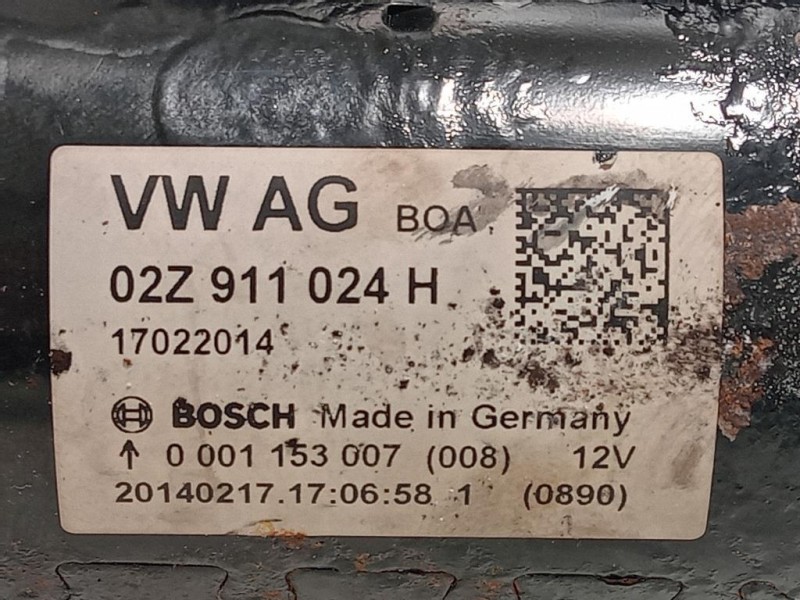 VW AG BOA
02Z 911 024 H
17022014
BOSCH Made in Germany
↑ 0 001 153 007 (008) 12V
20140217.17:06:58 1 (0890)